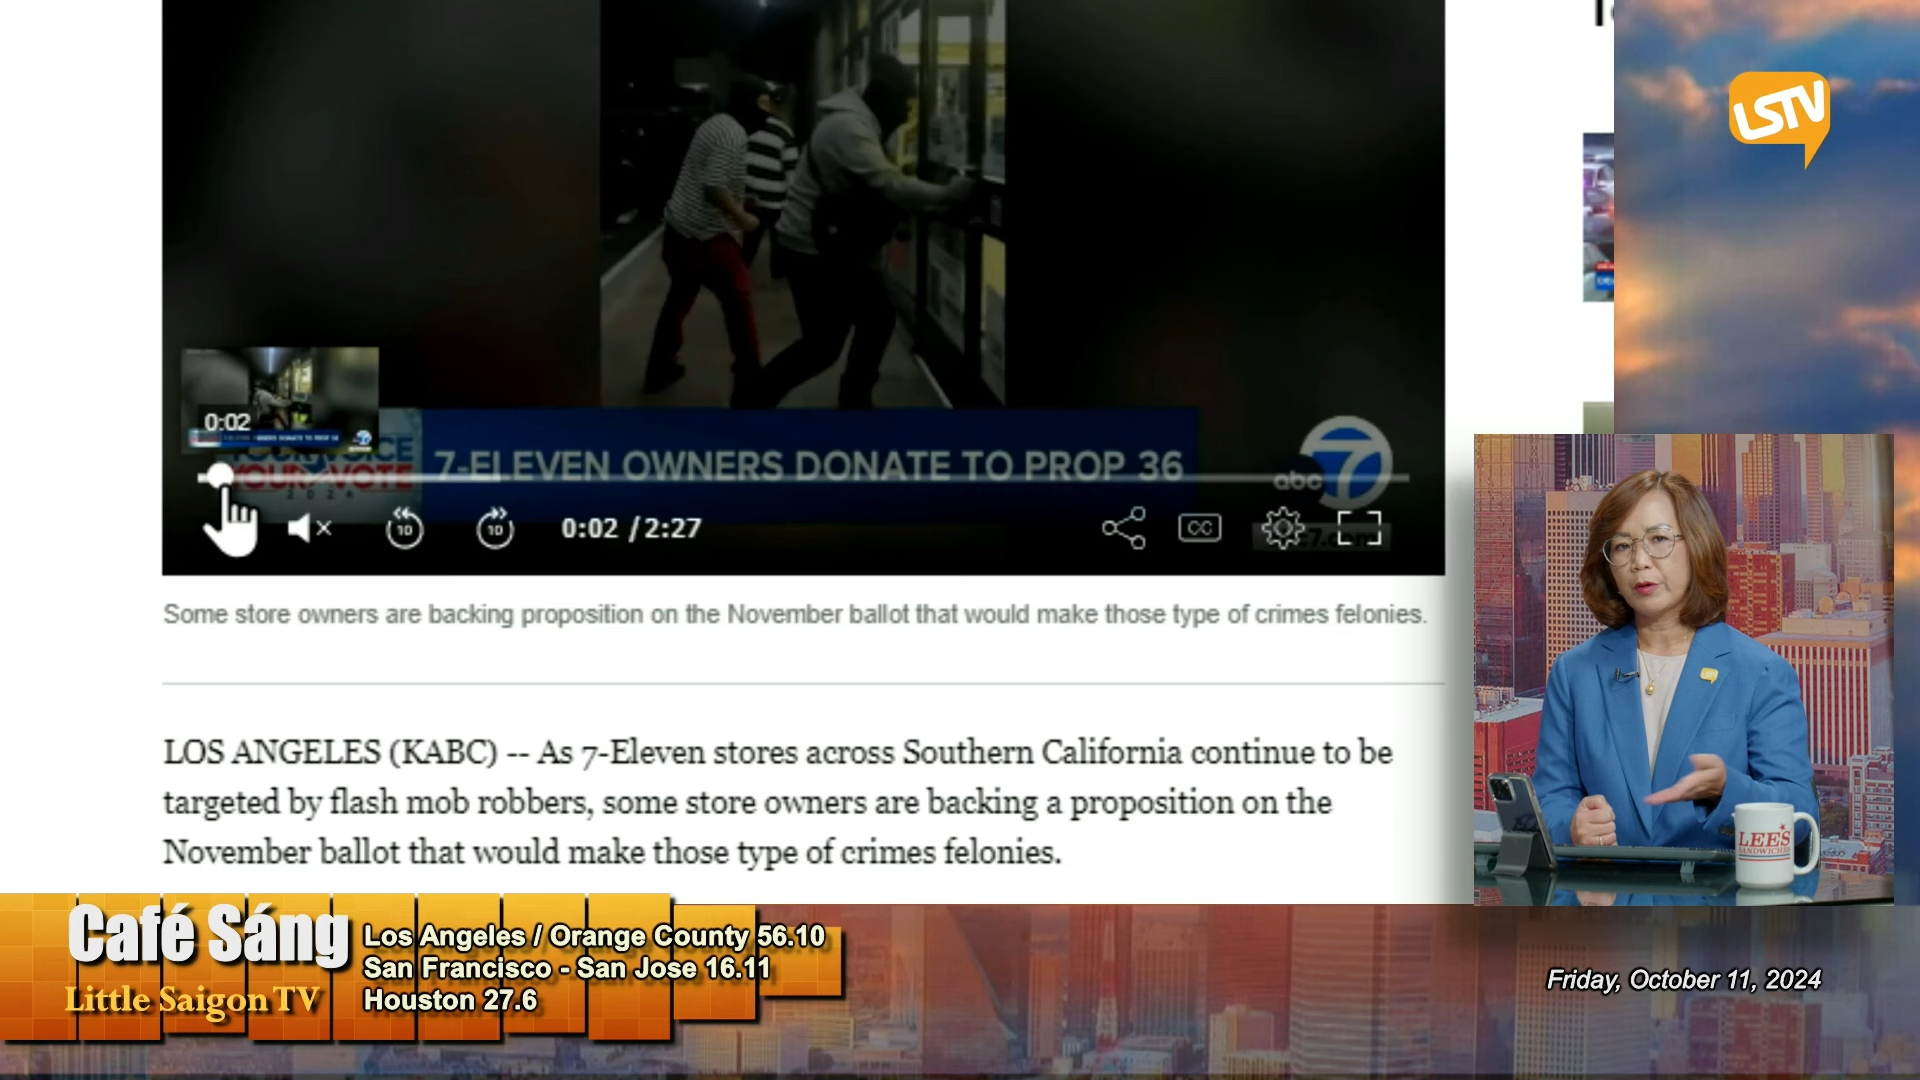 LSTV
0:02
YOUR VOTE
2024
7-ELEVEN OWNERS DONATE TO PROP 36
abc 7
10
10
0:02 / 2:27
CC
Some store owners are backing proposition on the November ballot that would make those type of crimes felonies.
LOS ANGELES (KABC) -- As 7-Eleven stores across Southern California continue to be
targeted by flash mob robbers, some store owners are backing a proposition on the
November ballot that would make those type of crimes felonies.
LEE'S
SANDWICHES
Café Sáng
Little Saigon TV
Los Angeles / Orange County 56.10
San Francisco - San Jose 16.11
Houston 27.6
Friday, October 11, 2024